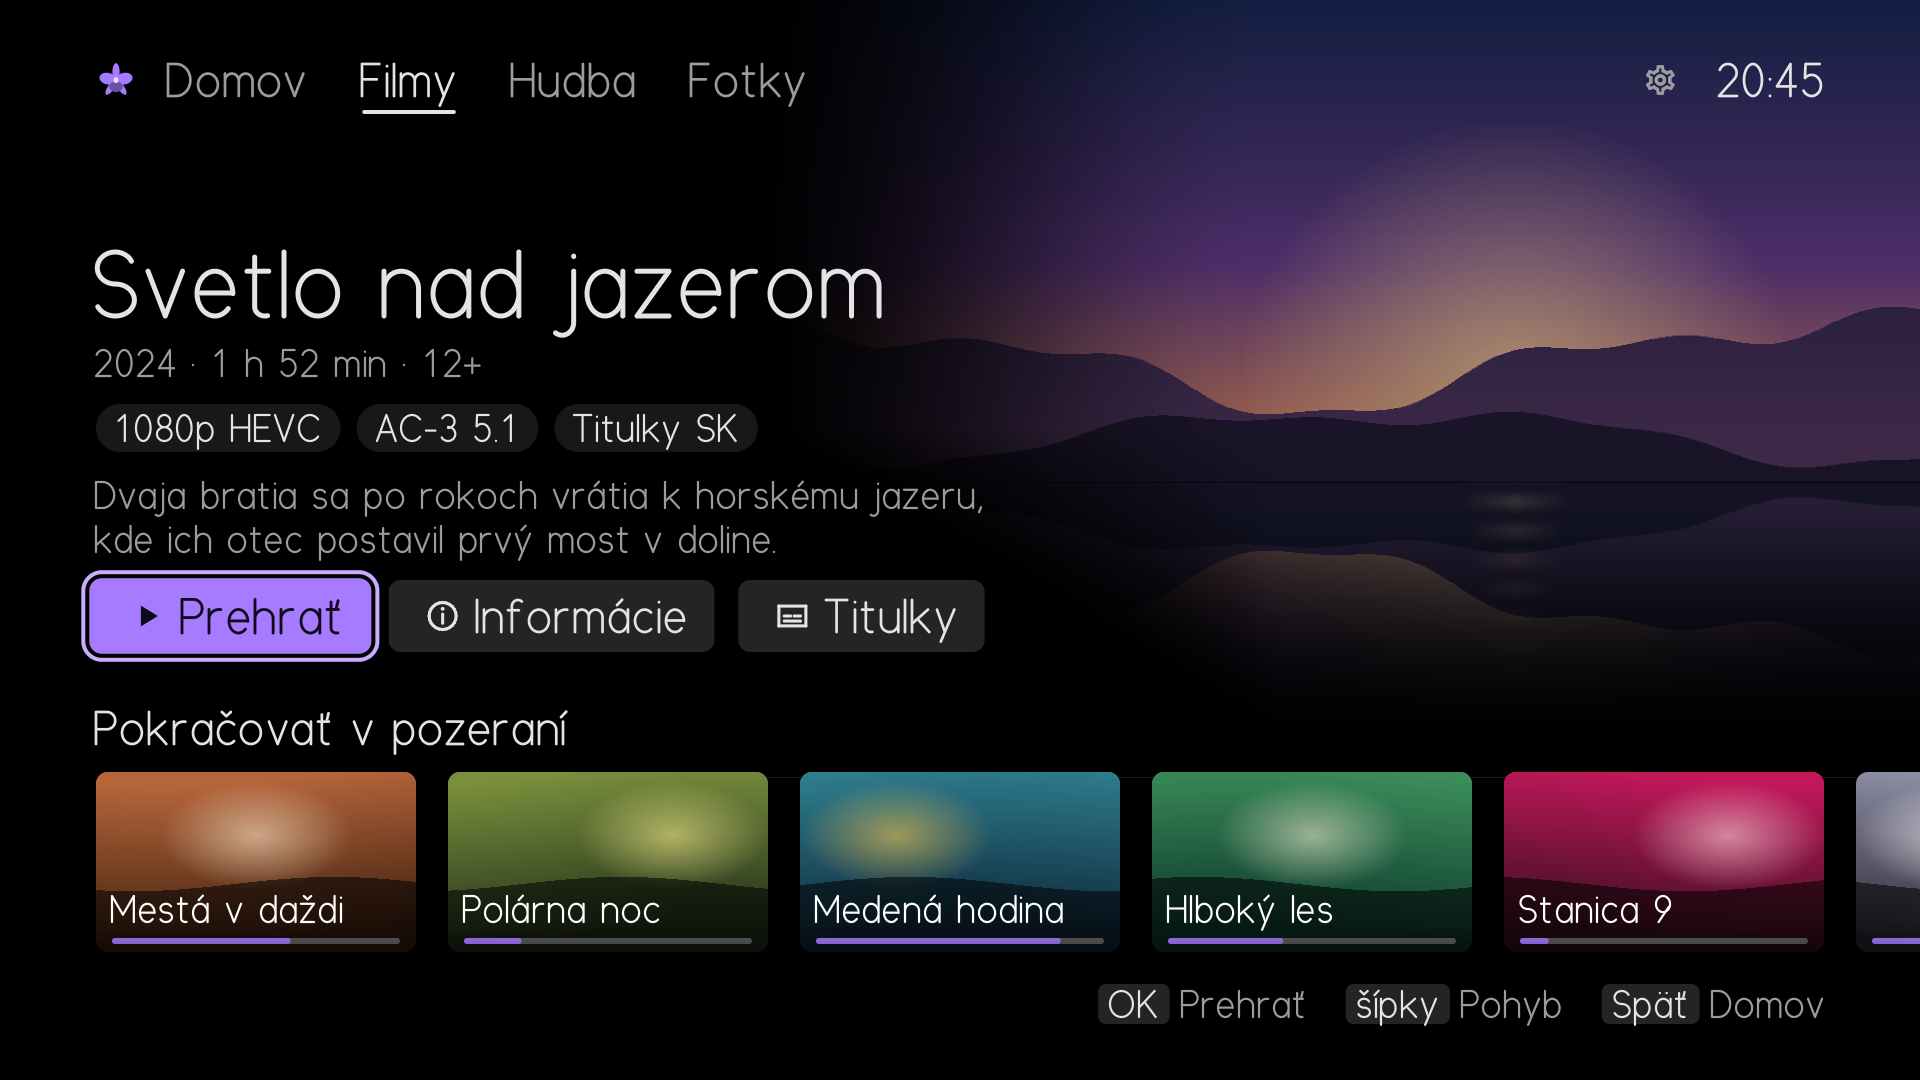 Domov Filmy Hudba Fotky 20:45
Svetlo nad jazerom
2024 · 1 h 52 min · 12+
1080p HEVC AC-3 5.1 Titulky SK
Dvaja bratia sa po rokoch vrátia k horskému jazeru,
kde ich otec postavil prvý most v doline.
Prehrať Informácie Titulky
Pokračovať v pozeraní
Mestá v daždi Polárna noc Medená hodina Hlboký les Stanica 9
OK Prehrať šípky Pohyb Späť Domov